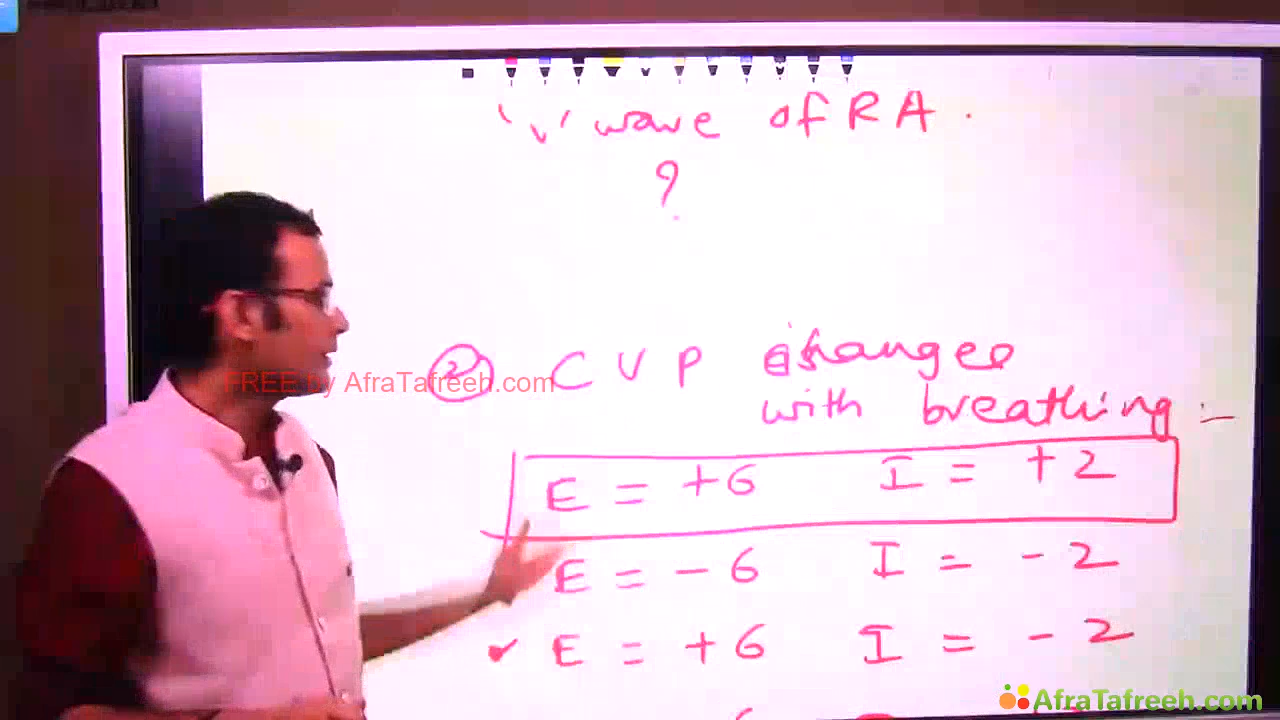 'v' wave of RA.
?
② CVP changes
with breathing :-
E = +6 I = +2
E = -6 I = -2
✓ E = +6 I = -2
FREE by AfraTafreeh.com
AfraTafreeh.com